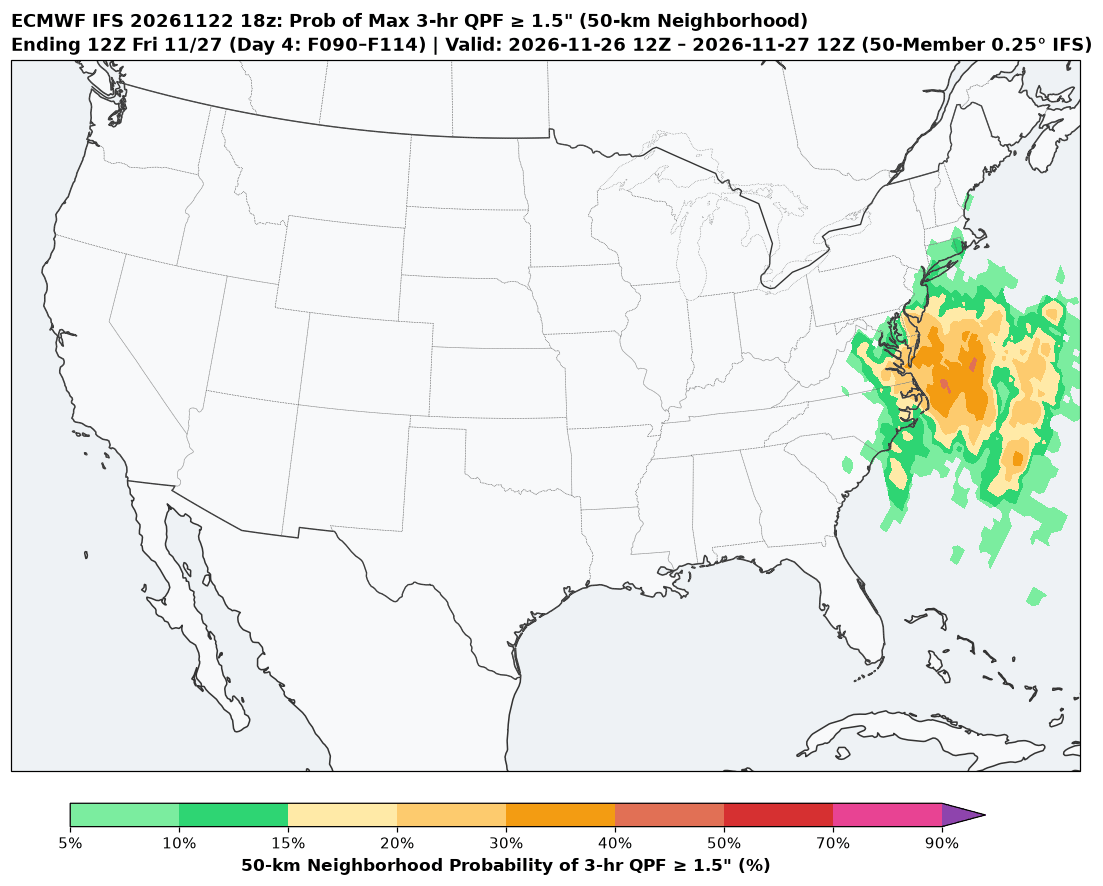 ECMWF IFS 20261122 18z: Prob of Max 3-hr QPF ≥ 1.5" (50-km Neighborhood)
Ending 12Z Fri 11/27 (Day 4: F090–F114) | Valid: 2026-11-26 12Z – 2026-11-27 12Z (50-Member 0.25° IFS)
5% 10% 15% 20% 30% 40% 50% 70% 90%
50-km Neighborhood Probability of 3-hr QPF ≥ 1.5" (%)